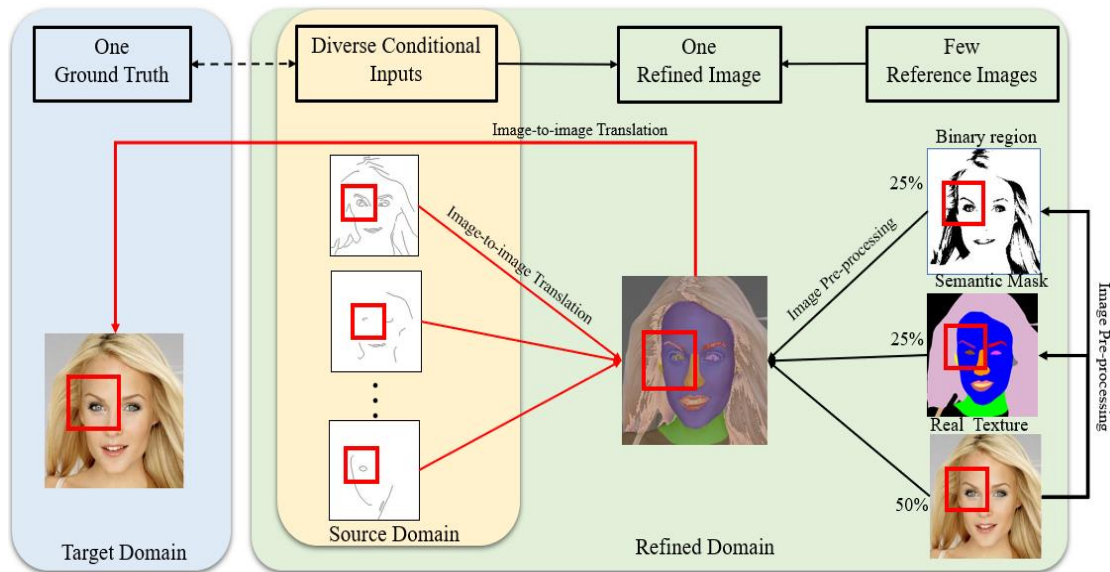 One
Ground Truth
Diverse Conditional
Inputs
One
Refined Image
Few
Reference Images
Image-to-image Translation
Binary region
25%
Image-to-image Translation
Image Pre-processing
Semantic Mask
25%
Image Pre-processing
Real Texture
50%
Source Domain
Target Domain
Refined Domain